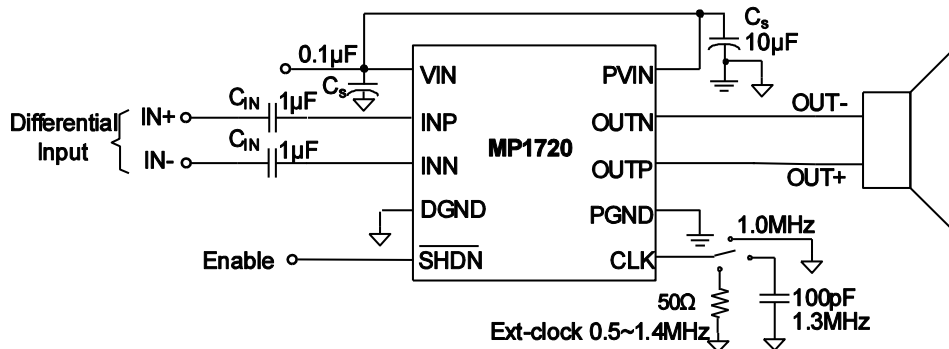 Cs
10µF
0.1µF
Cs
VIN
PVIN
Differential
Input
IN+
CIN
1µF
INP
OUTN
OUT-
MP1720
IN-
CIN
1µF
INN
OUTP
OUT+
DGND
PGND
1.0MHz
Enable
SHDN
CLK
50Ω
100pF
1.3MHz
Ext-clock 0.5~1.4MHz